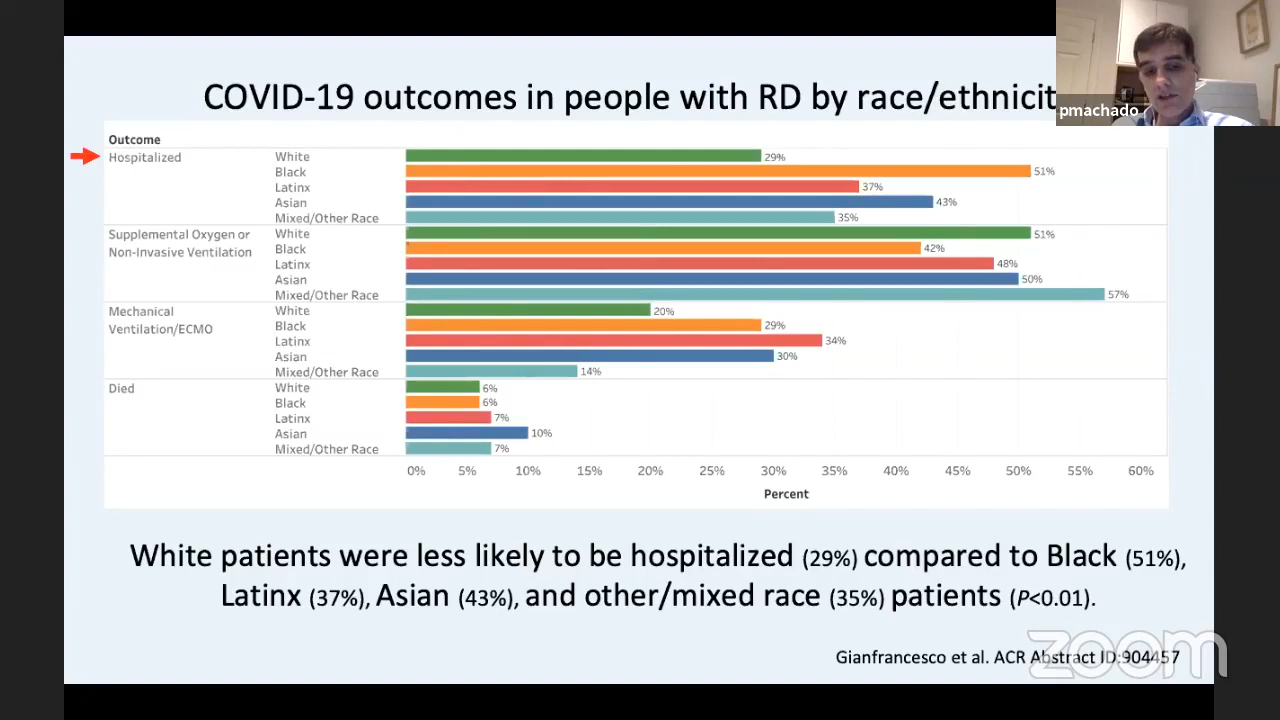 COVID-19 outcomes in people with RD by race/ethnicit
pmachado
Outcome
Hospitalized
White 29%
Black 51%
Latinx 37%
Asian 43%
Mixed/Other Race 35%
Supplemental Oxygen or
Non-Invasive Ventilation
White 51%
Black 42%
Latinx 48%
Asian 50%
Mixed/Other Race 57%
Mechanical
Ventilation/ECMO
White 20%
Black 29%
Latinx 34%
Asian 30%
Mixed/Other Race 14%
Died
White 6%
Black 6%
Latinx 7%
Asian 10%
Mixed/Other Race 7%
0% 5% 10% 15% 20% 25% 30% 35% 40% 45% 50% 55% 60%
Percent
White patients were less likely to be hospitalized (29%) compared to Black (51%),
Latinx (37%), Asian (43%), and other/mixed race (35%) patients (P<0.01).
Gianfrancesco et al. ACR Abstract ID:904457
zoom